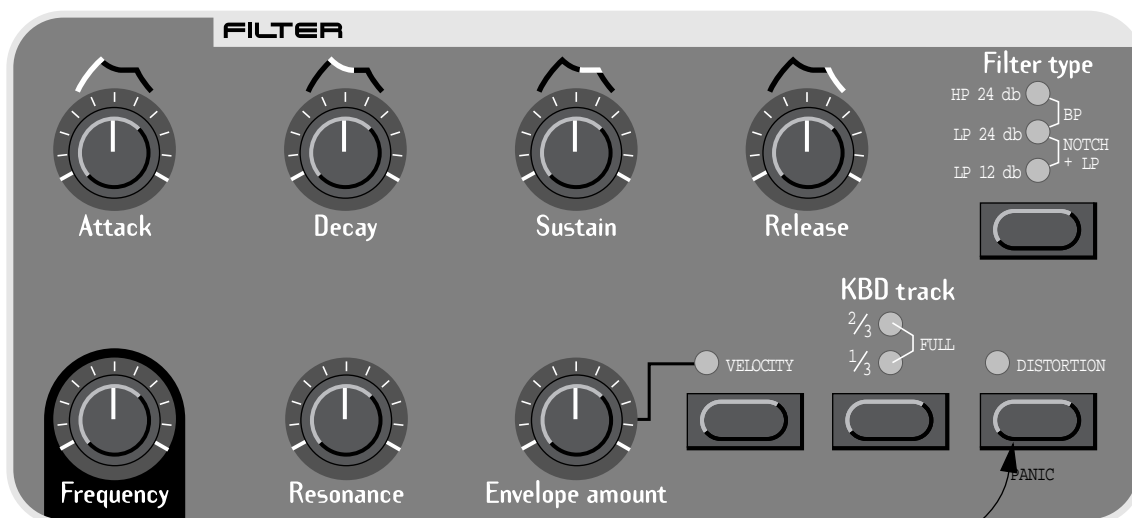 FILTER
Filter type
HP 24 db
BP
LP 24 db
NOTCH
+ LP
LP 12 db
Attack
Decay
Sustain
Release
KBD track
2/3
FULL
1/3
VELOCITY
DISTORTION
PANIC
Frequency
Resonance
Envelope amount